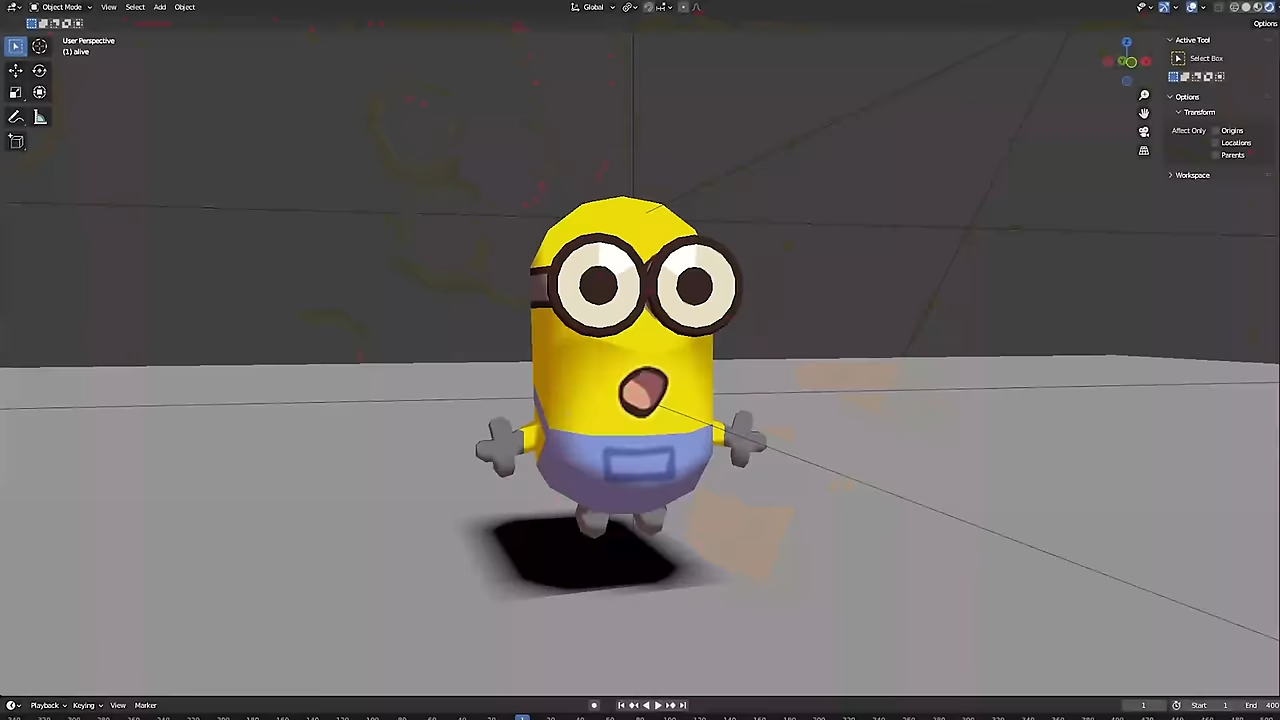 Object Mode View Select Add Object Global
Options
User Perspective
(1) alive
Active Tool
Select Box
Options
Transform
Affect Only Origins
Locations
Parents
Workspace
Playback Keying View Marker 1 Start 1 End 400